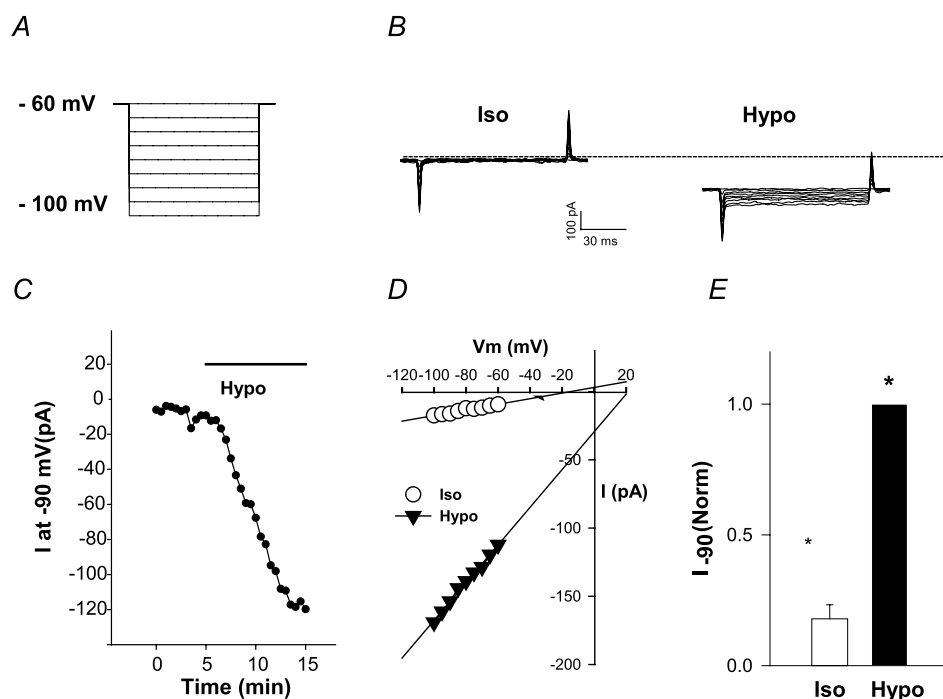 A
B
- 60 mV
- 100 mV
Iso
Hypo
100 pA
30 ms
C
D
E
I at -90 mV(pA)
20
0
-20
-40
-60
-80
-100
-120
Hypo
0 5 10 15
Time (min)
Vm (mV)
-120 -100 -80 -60 -40 -20 20
-50
I (pA)
-100
-150
-200
Iso
Hypo
I -90 (Norm)
1.0
0.5
0.0
*
*
Iso Hypo